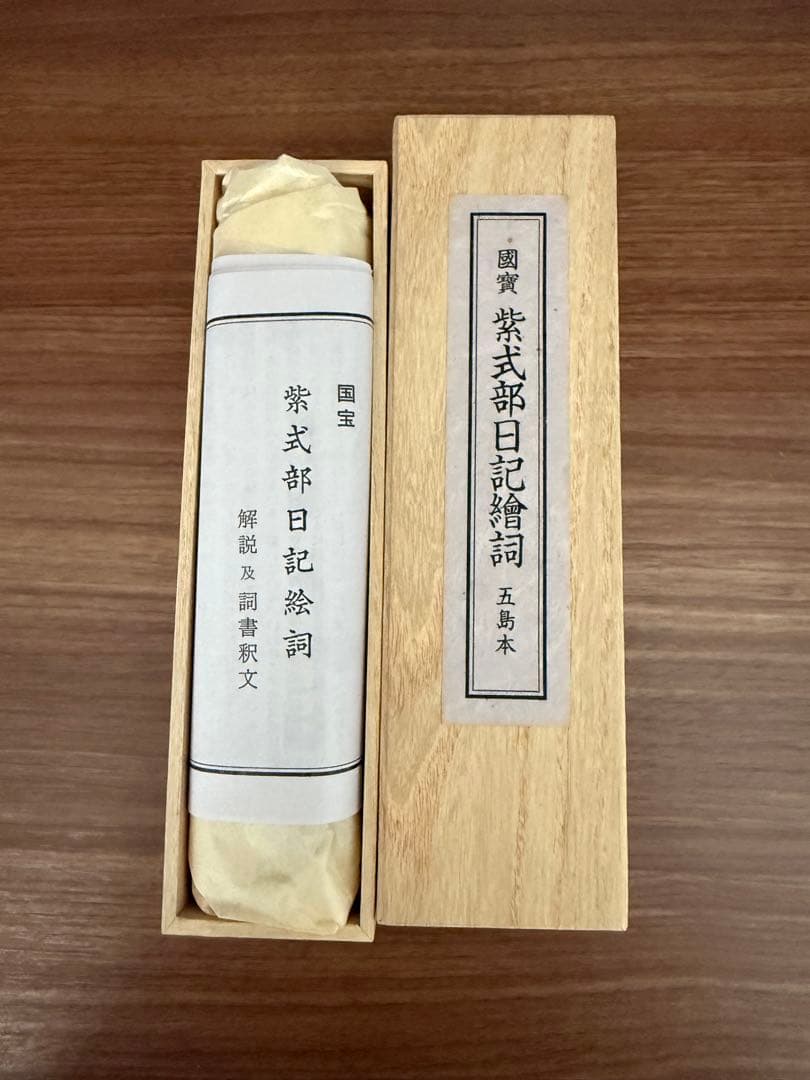 國寶 紫式部日記繪詞 五島本
国宝
紫式部日記絵詞
解説及詞書釈文